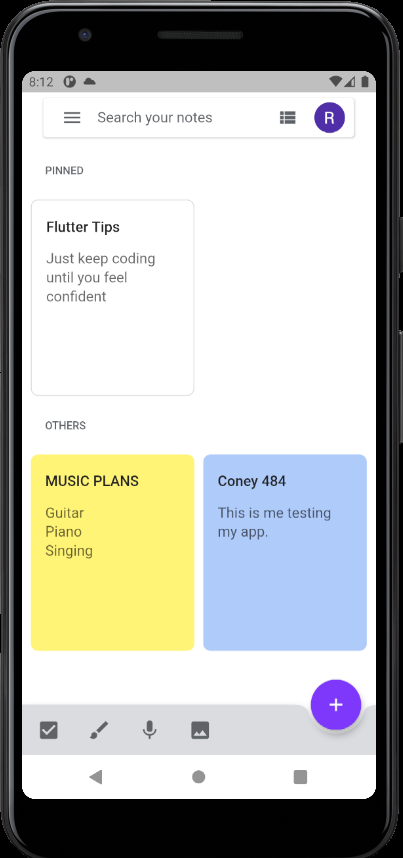 8:12
Search your notes
R
PINNED
Flutter Tips
Just keep coding
until you feel
confident
OTHERS
MUSIC PLANS
Guitar
Piano
Singing
Coney 484
This is me testing
my app.